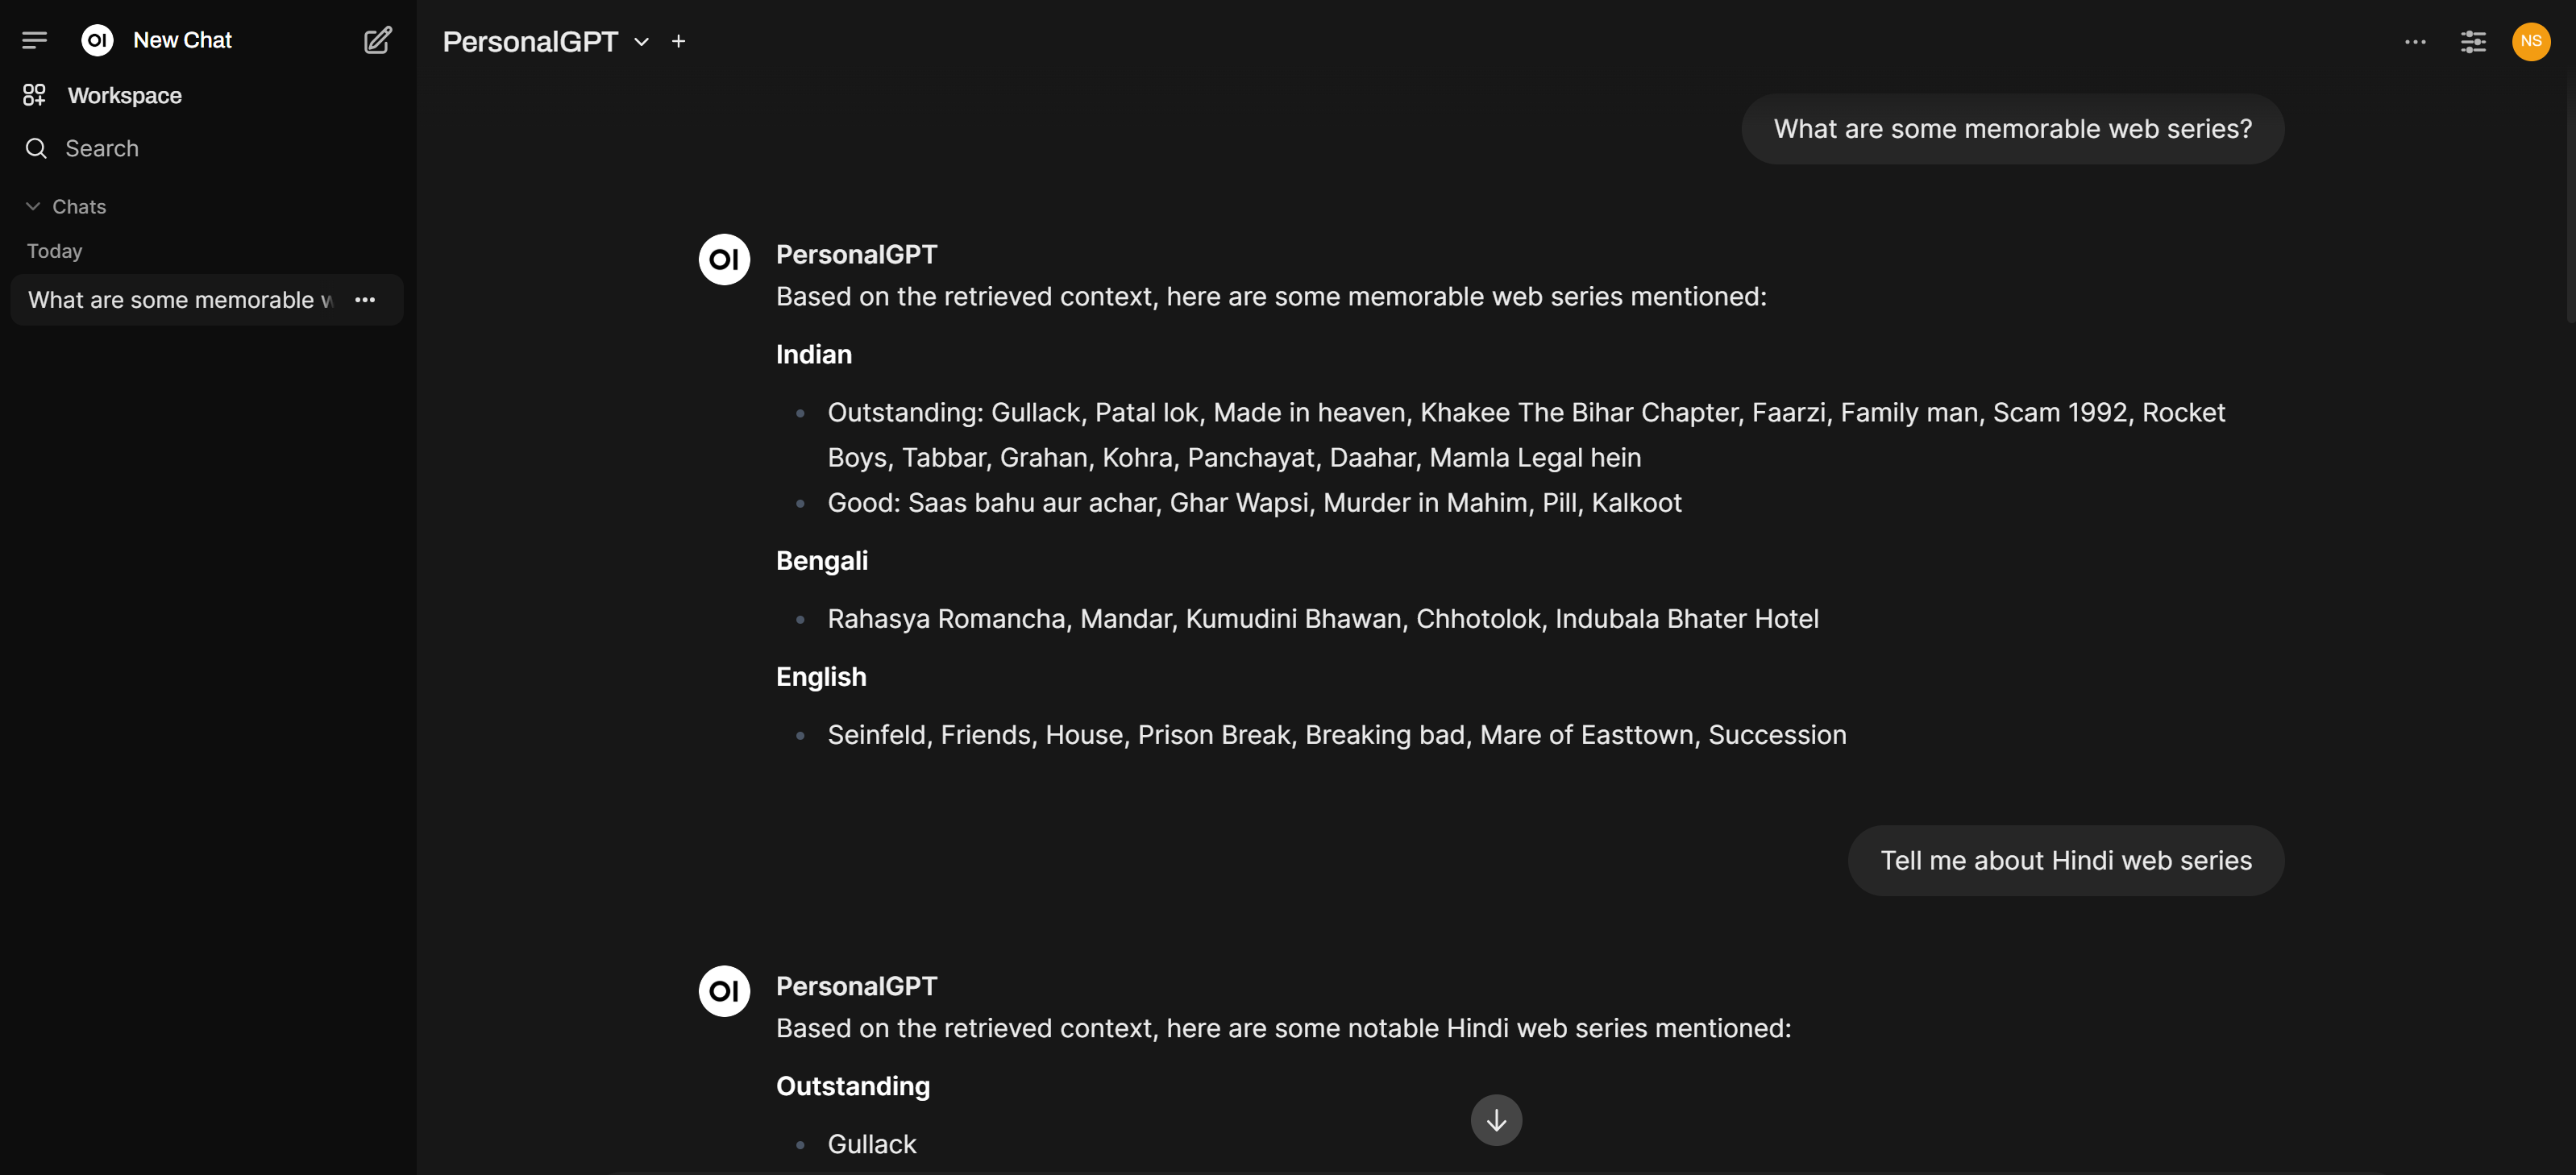 OI New Chat
Workspace
Search
Chats
Today
What are some memorable w
PersonalGPT
NS
What are some memorable web series?
OI PersonalGPT
Based on the retrieved context, here are some memorable web series mentioned:
Indian
Outstanding: Gullack, Patal lok, Made in heaven, Khakee The Bihar Chapter, Faarzi, Family man, Scam 1992, Rocket
Boys, Tabbar, Grahan, Kohra, Panchayat, Daahar, Mamla Legal hein
Good: Saas bahu aur achar, Ghar Wapsi, Murder in Mahim, Pill, Kalkoot
Bengali
Rahasya Romancha, Mandar, Kumudini Bhawan, Chhotolok, Indubala Bhater Hotel
English
Seinfeld, Friends, House, Prison Break, Breaking bad, Mare of Easttown, Succession
Tell me about Hindi web series
OI PersonalGPT
Based on the retrieved context, here are some notable Hindi web series mentioned:
Outstanding
Gullack